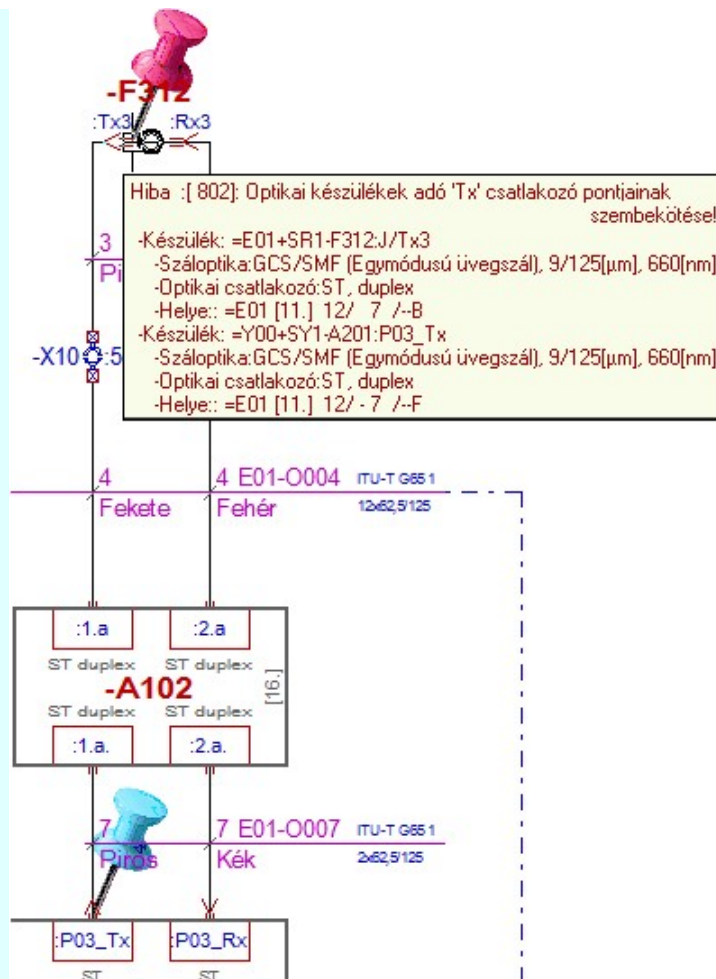 -F312
:Tx3 :Rx3
Hiba :[ 802]: Optikai készülékek adó 'Tx' csatlakozó pontjainak
szembekötése!
-Készülék: =E01+SR1-F312:J/Tx3
-Száloptika:GCS/SMF (Egymódusú üvegszál), 9/125[µm], 660[nm]
-Optikai csatlakozó:ST, duplex
-Helye:: =E01 [11.] 12/ 7 /--B
-Készülék: =Y00+SY1-A201:P03_Tx
-Száloptika:GCS/SMF (Egymódusú üvegszál), 9/125[µm], 660[nm]
-Optikai csatlakozó:ST, duplex
-Helye:: =E01 [11.] 12/ - 7 /--F
3
Pi
-X10 :5
4 4 E01-O004 ITU-T G651
Fekete Fehér 12x62,5/125
:1.a :2.a
ST duplex ST duplex
-A102 [16.]
ST duplex ST duplex
:1.a. :2.a.
7 7 E01-O007 ITU-T G651
Piros Kék 2x62,5/125
:P03_Tx :P03_Rx
ST ST